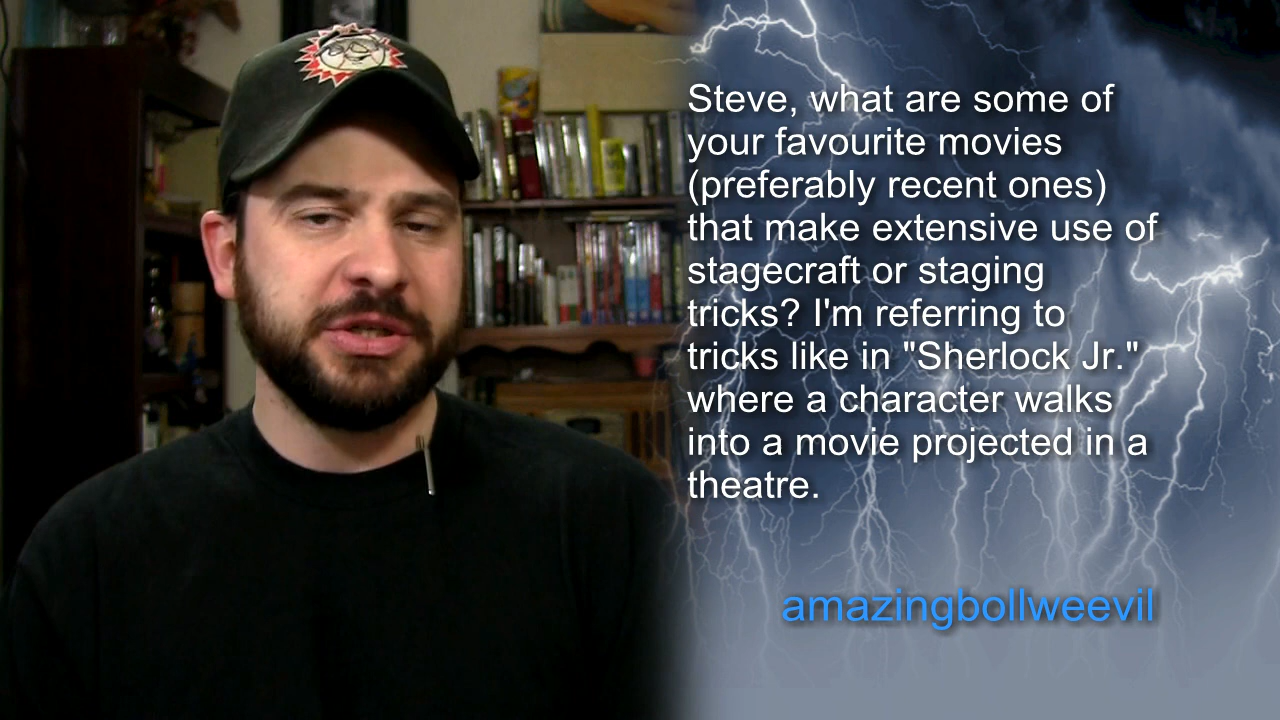 Steve, what are some of
your favourite movies
(preferably recent ones)
that make extensive use of
stagecraft or staging
tricks? I'm referring to
tricks like in "Sherlock Jr."
where a character walks
into a movie projected in a
theatre.
amazingbollweevil